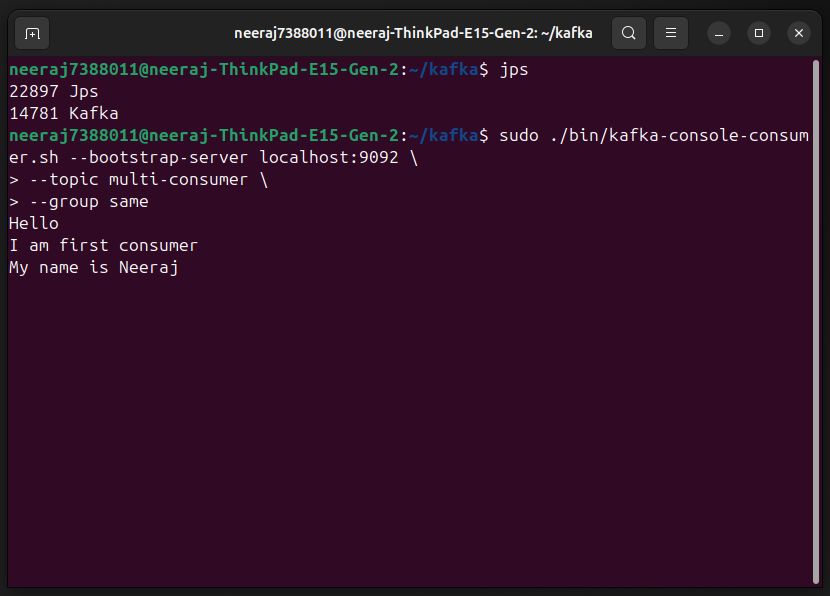 neeraj7388011@neeraj-ThinkPad-E15-Gen-2: ~/kafka
neeraj7388011@neeraj-ThinkPad-E15-Gen-2:~/kafka$ jps
22897 Jps
14781 Kafka
neeraj7388011@neeraj-ThinkPad-E15-Gen-2:~/kafka$ sudo ./bin/kafka-console-consum
er.sh --bootstrap-server localhost:9092 \
> --topic multi-consumer \
> --group same
Hello
I am first consumer
My name is Neeraj